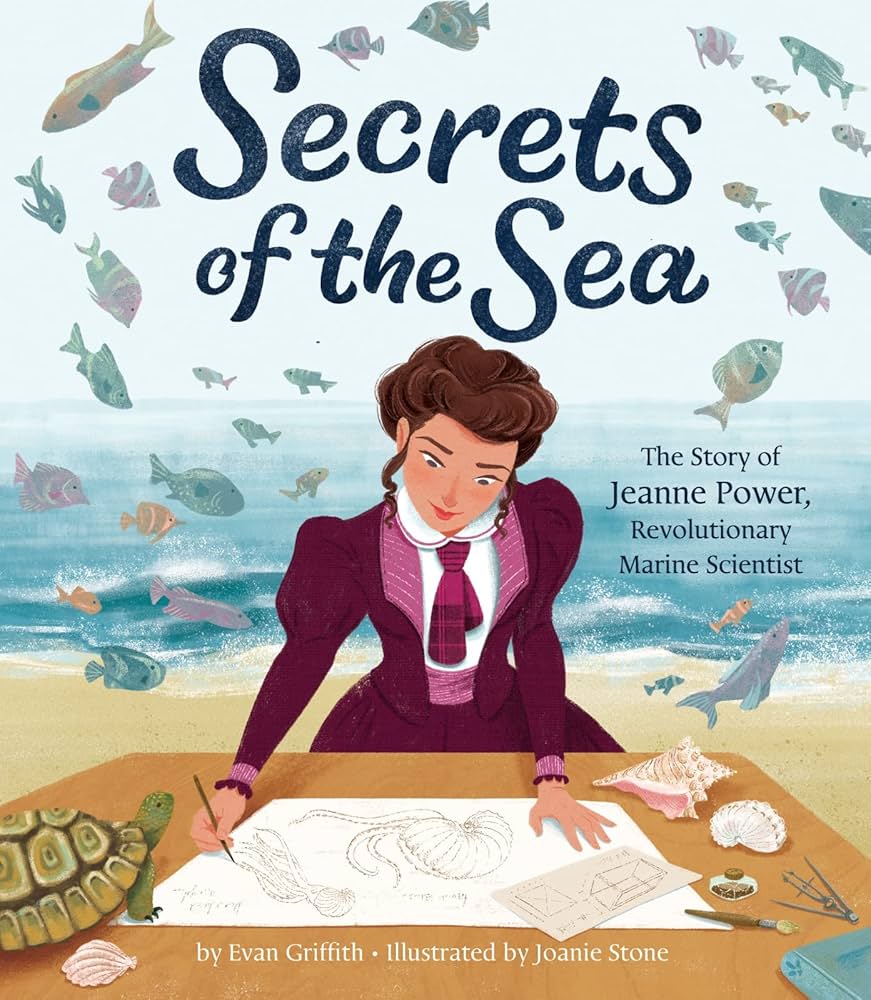 Secrets
of the Sea
The Story of
Jeanne Power,
Revolutionary
Marine Scientist
by Evan Griffith • Illustrated by Joanie Stone